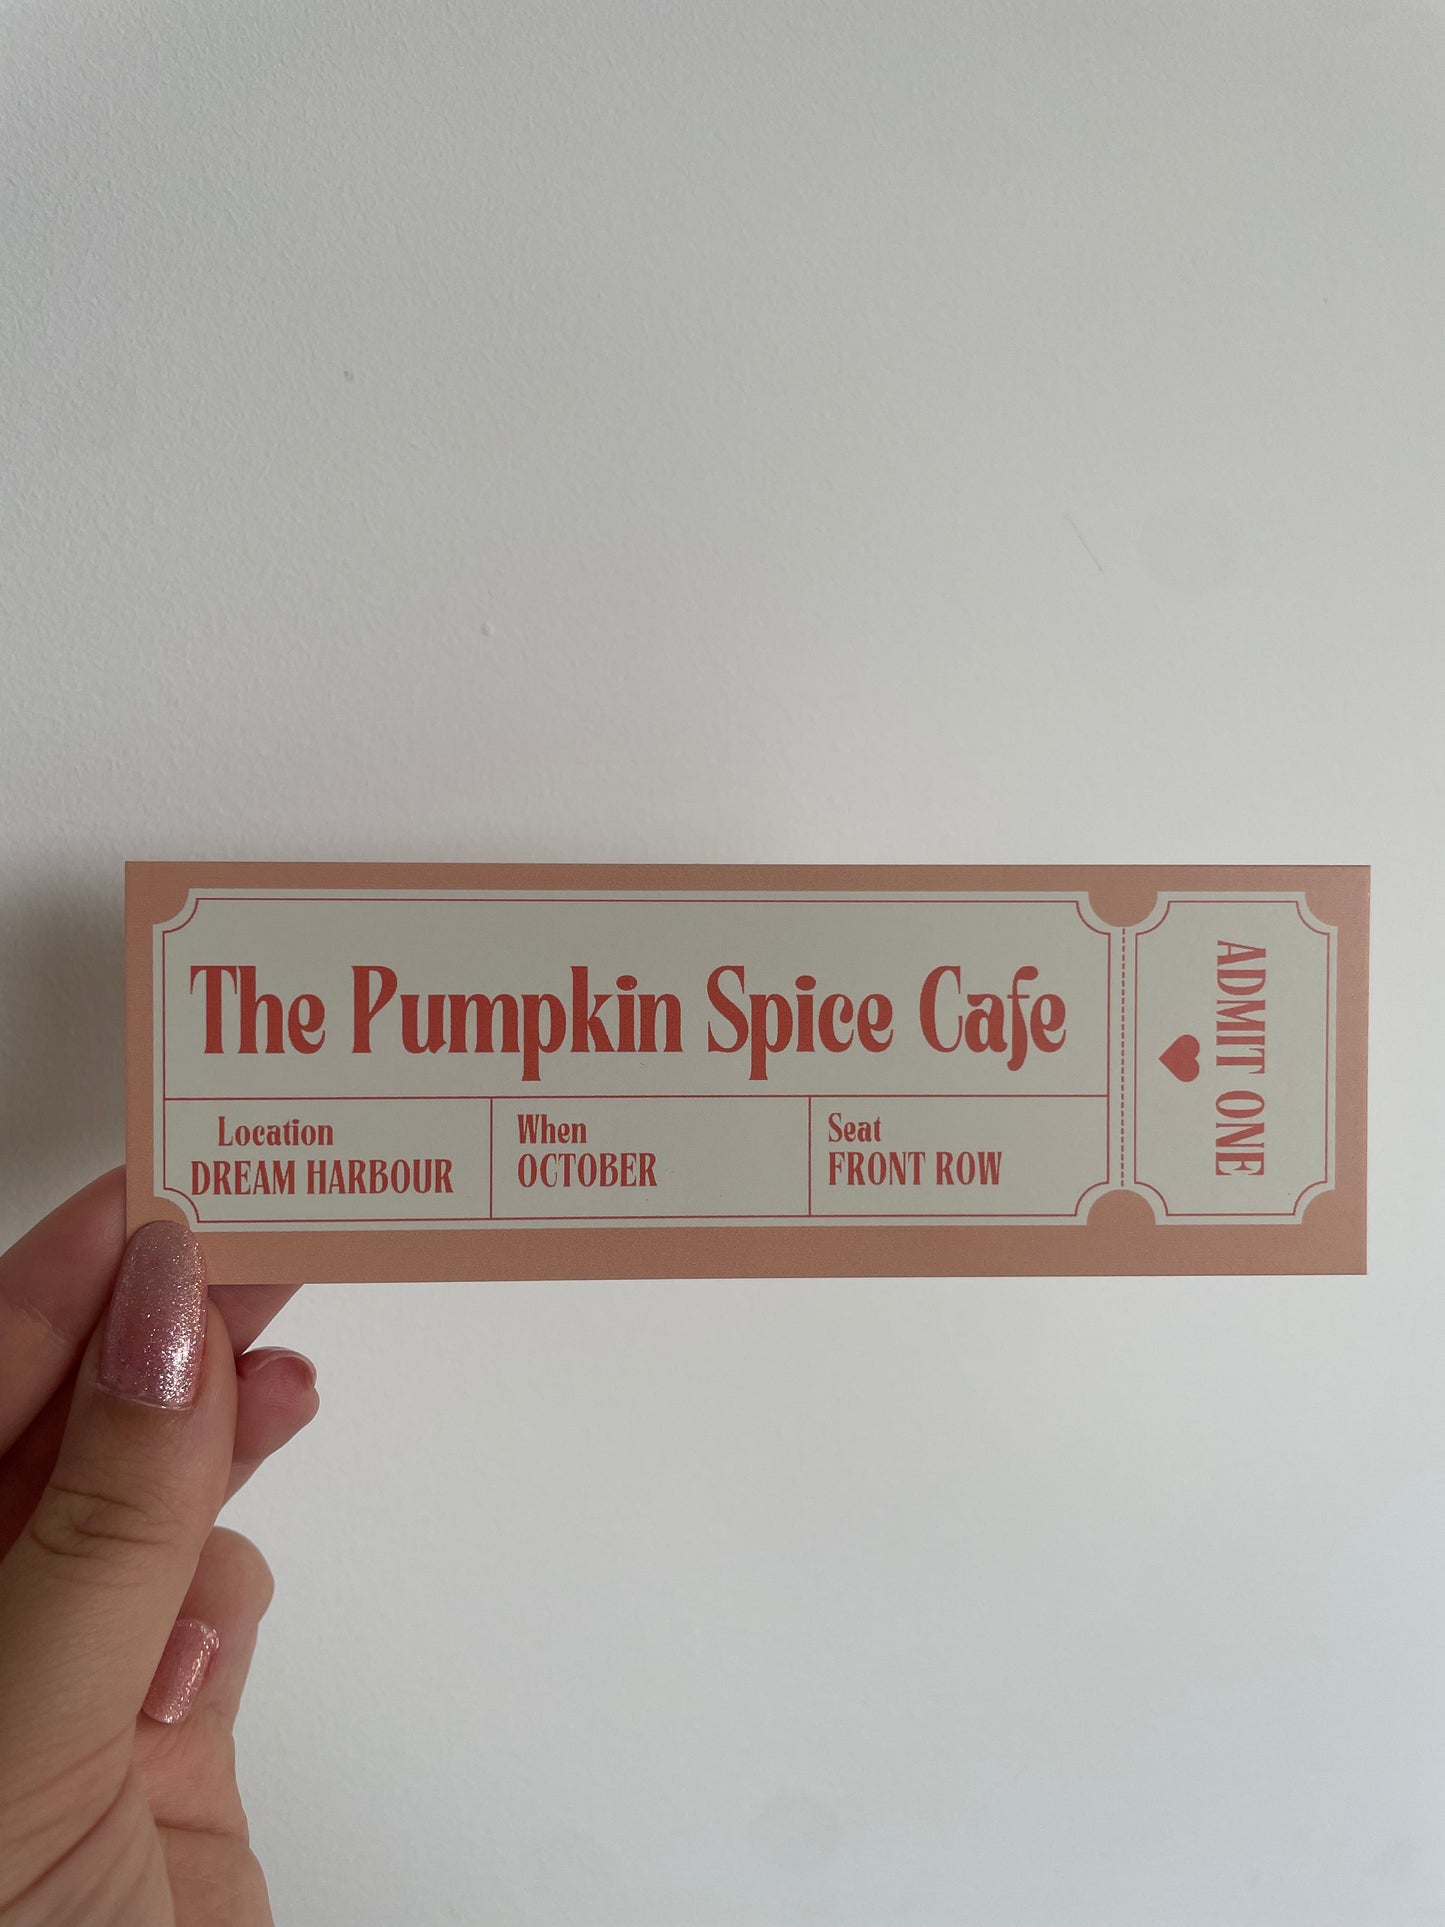 The Pumpkin Spice Cafe
Location
DREAM HARBOUR
When
OCTOBER
Seat
FRONT ROW
ADMIT ONE